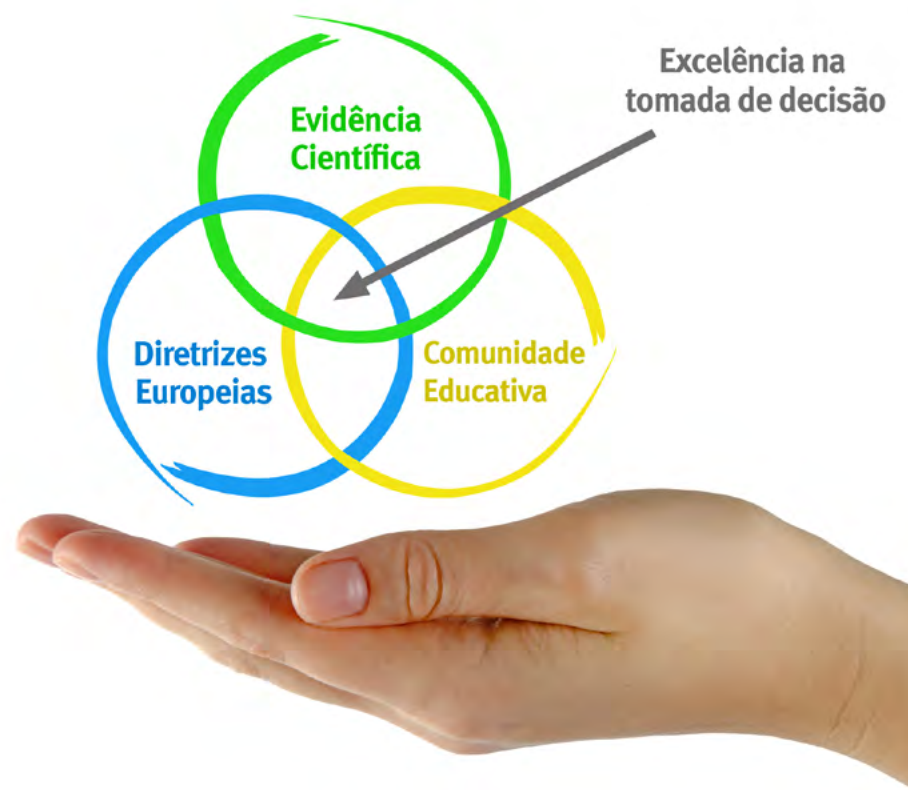 Excelência na
tomada de decisão
Evidência
Científica
Diretrizes
Europeias
Comunidade
Educativa